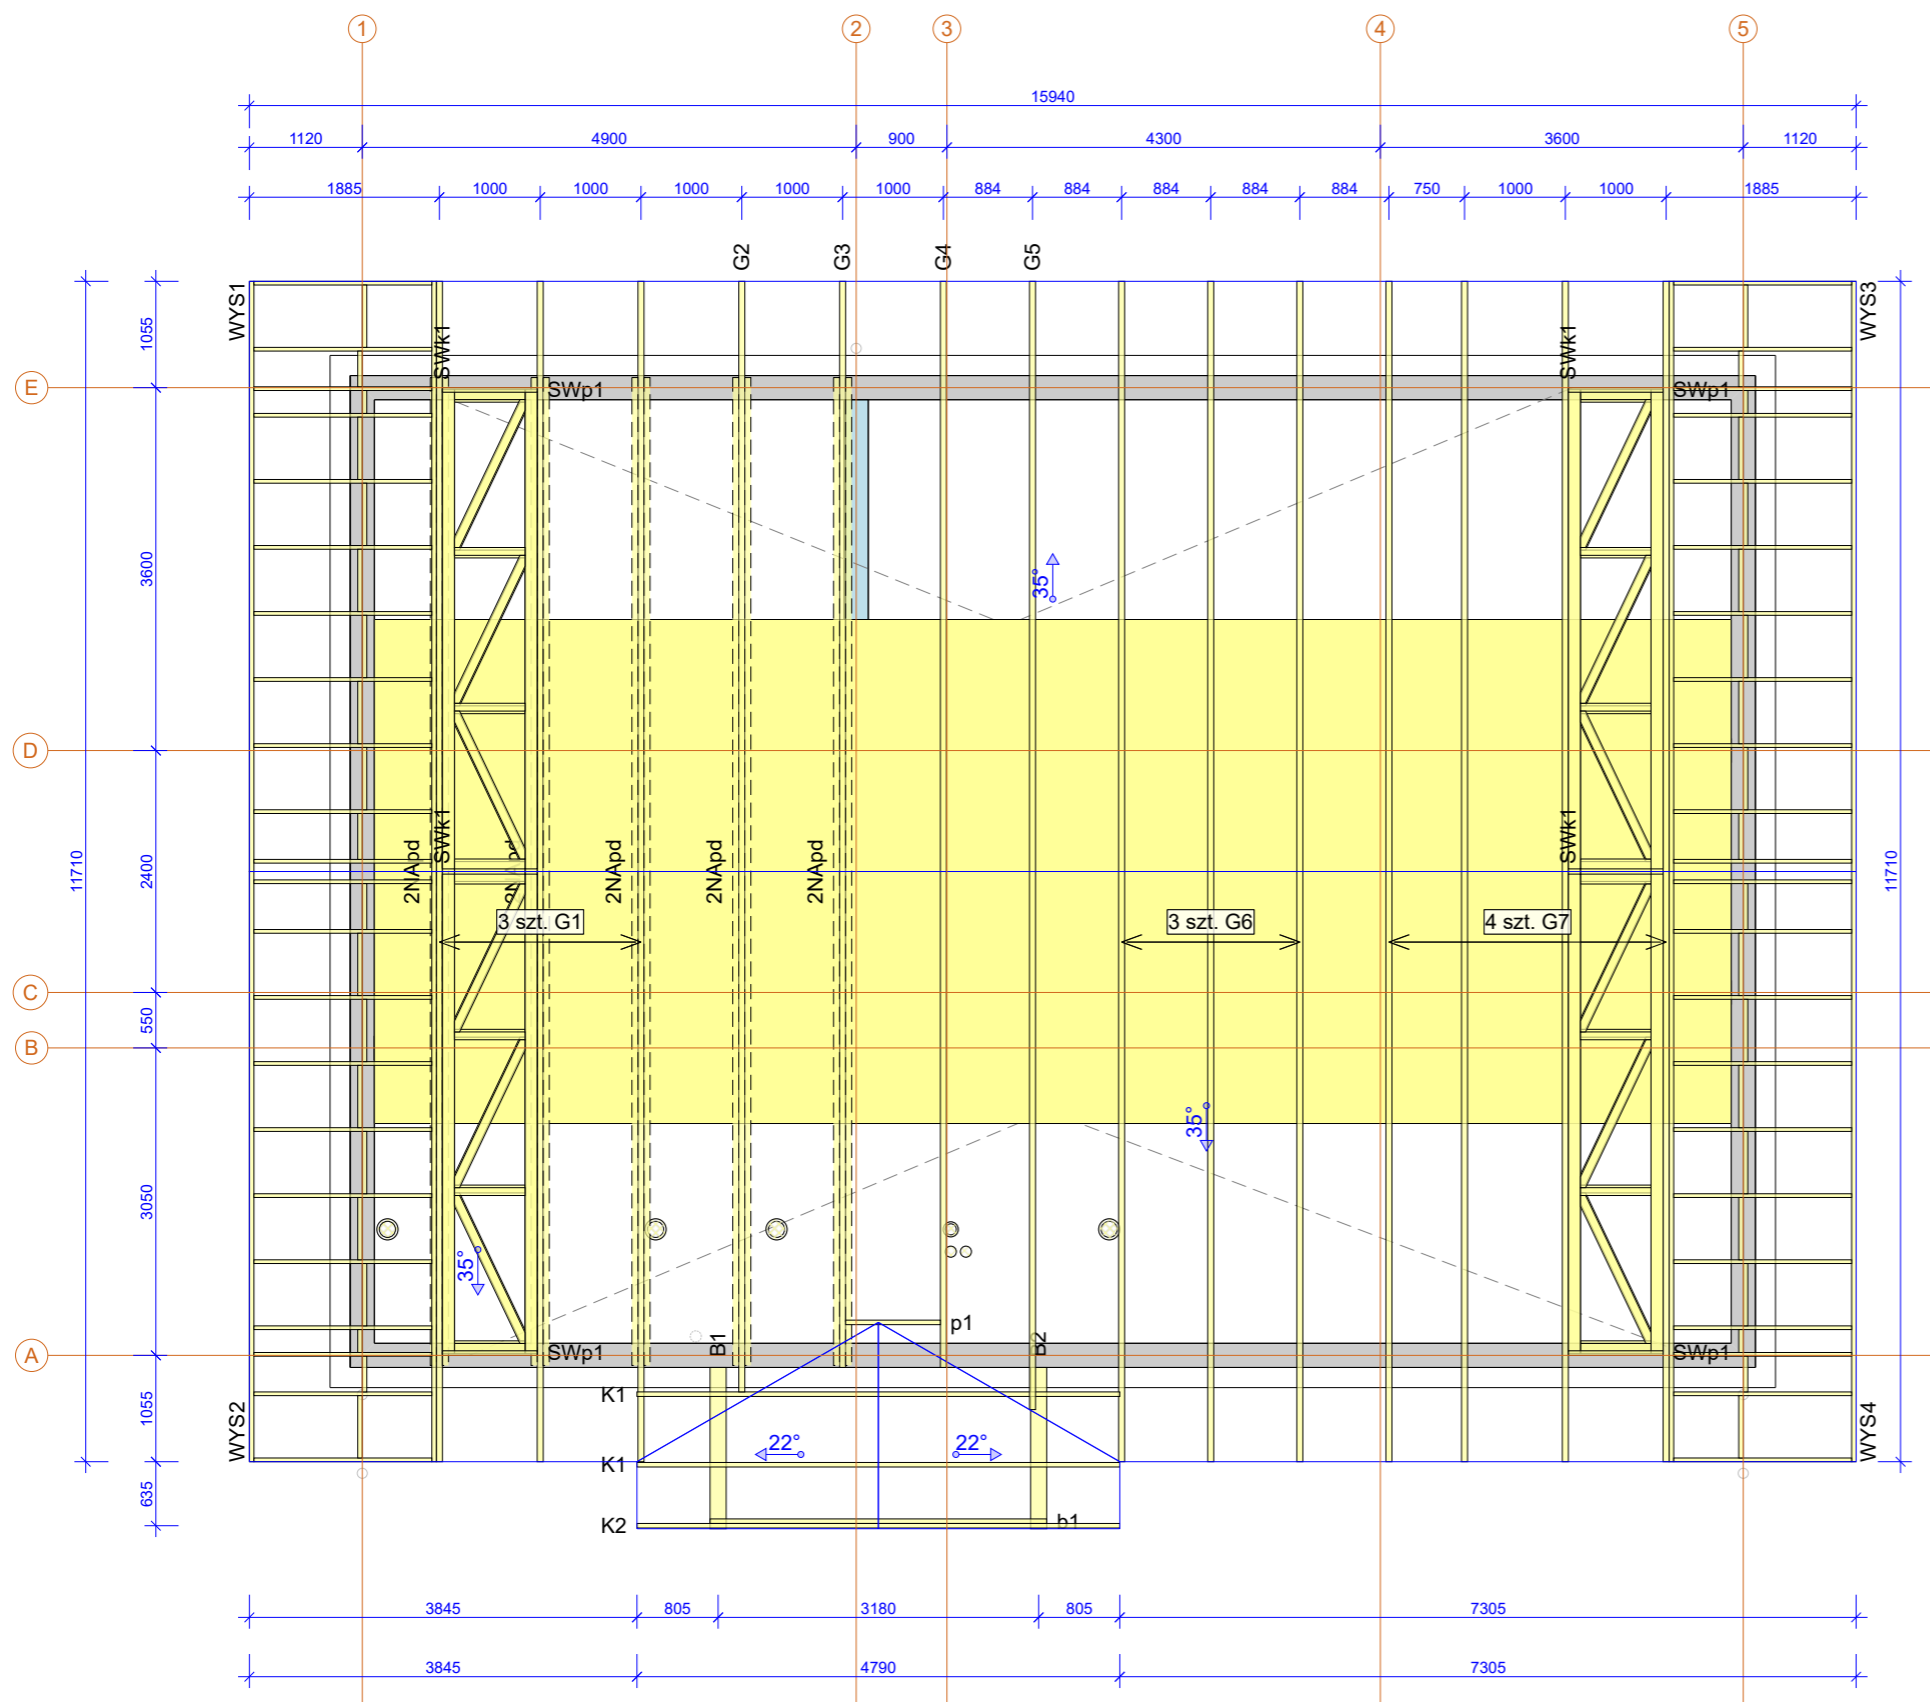 1 2 3 4 5
15940
1120 4900 900 4300 3600 1120
1885 1000 1000 1000 1000 1000 884 884 884 884 884 750 1000 1000 1885
G2 G3 G4 G5
WYS1
WYS3
1055
SWk1
SWk1
E
SWp1
SWp1
3600
35°
D
11710
2400
2NApd
SWk1
2NApd
2NApd
2NApd
SWk1
11710
3 szt. G1
3 szt. G6
4 szt. G7
C
550
B
35°
3050
35°
p1
B1
B2
A
SWp1
SWp1
K1
1055
WYS2
WYS4
22°
22°
K1
635
K2
b1
3845 805 3180 805 7305
3845 4790 7305